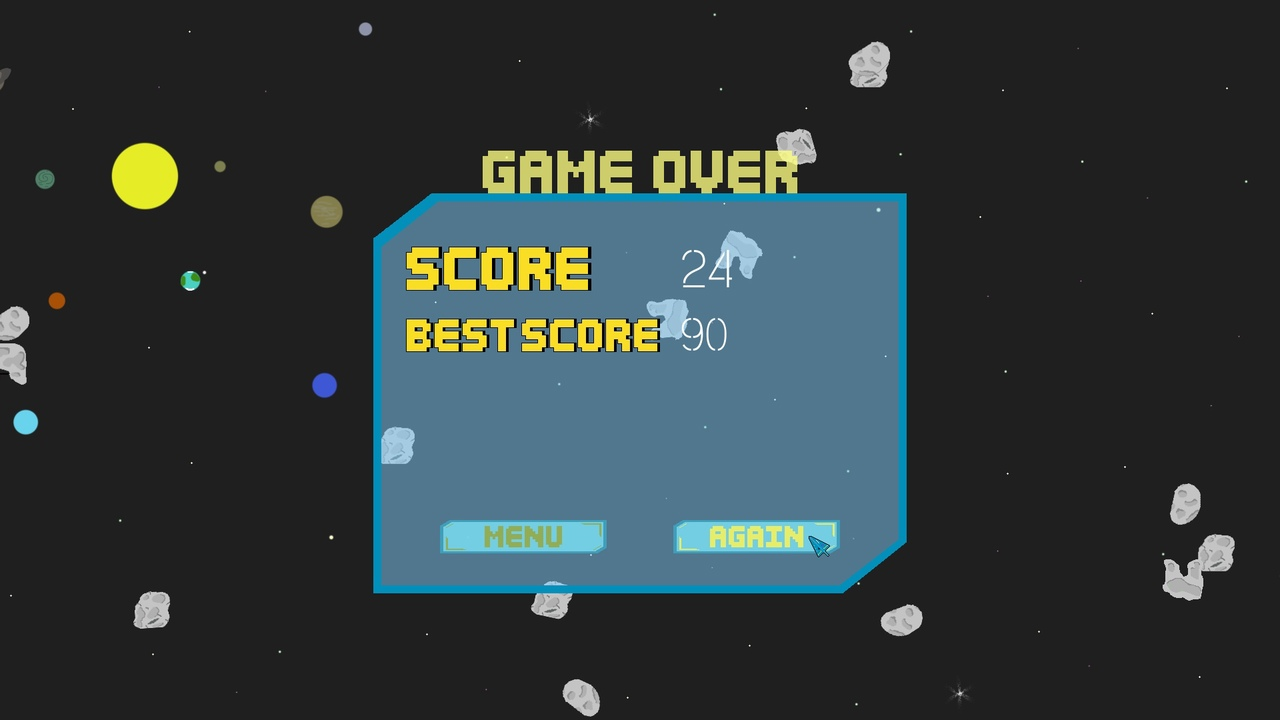 GAME OVER
SCORE 24
BEST SCORE 90
MENU AGAIN